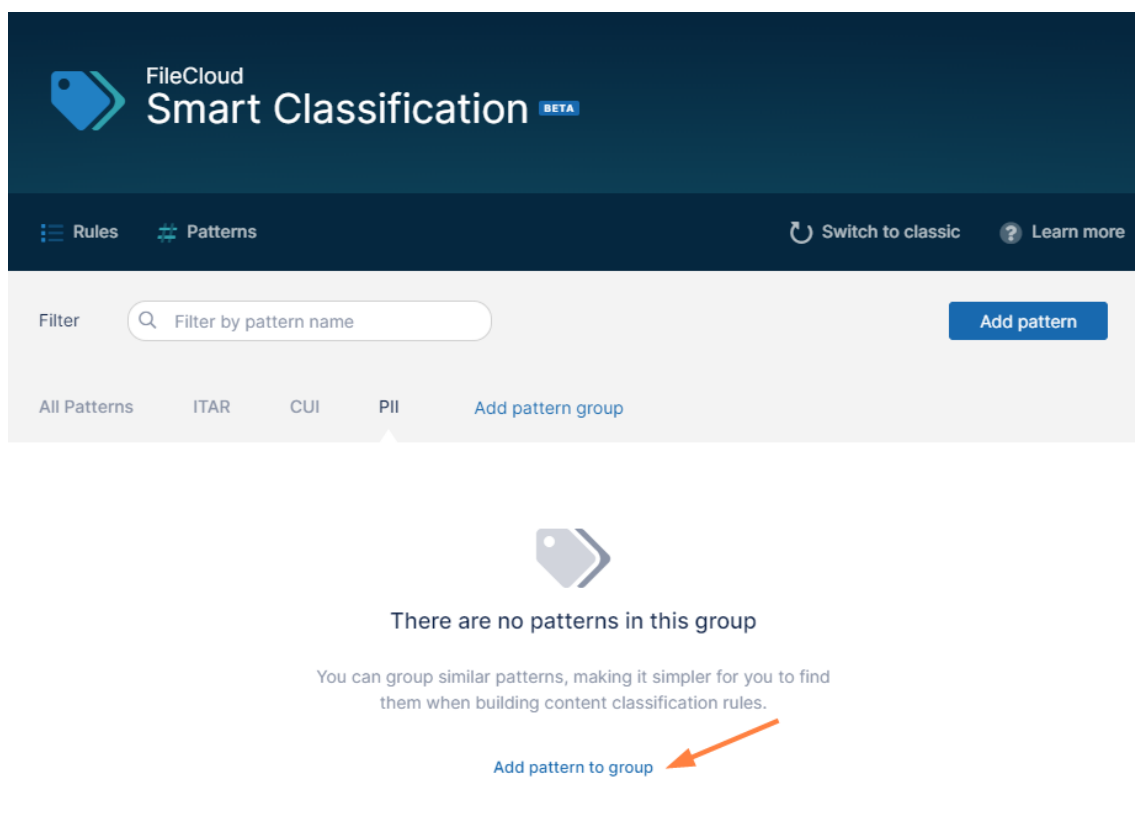 FileCloud
Smart Classification BETA
Rules Patterns Switch to classic ? Learn more
Filter Filter by pattern name Add pattern
All Patterns ITAR CUI PII Add pattern group
There are no patterns in this group
You can group similar patterns, making it simpler for you to find
them when building content classification rules.
Add pattern to group